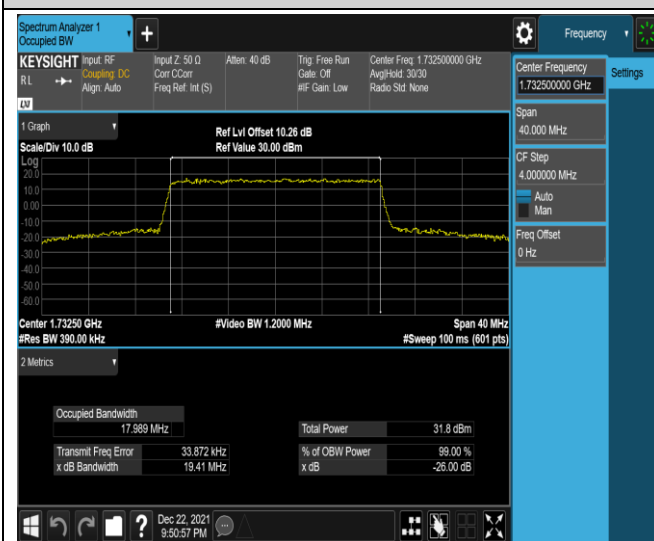 Spectrum Analyzer 1
Occupied BW
+
Frequency
KEYSIGHT
RL
LXI
Input: RF
Coupling: DC
Align: Auto
Input Z: 50 Ω
Corr CCorr
Freq Ref: Int (S)
Atten: 40 dB
Trig: Free Run
Gate: Off
#IF Gain: Low
Center Freq: 1.732500000 GHz
Avg|Hold: 30/30
Radio Std: None
Center Frequency
1.732500000 GHz
Settings
Span
40.000 MHz
CF Step
4.000000 MHz
Auto
Man
Freq Offset
0 Hz
1 Graph
Scale/Div 10.0 dB
Ref Lvl Offset 10.26 dB
Ref Value 30.00 dBm
Log
20.0
10.0
0.00
-10.0
-20.0
-30.0
-40.0
-50.0
-60.0
Center 1.73250 GHz
#Video BW 1.2000 MHz
Span 40 MHz
#Res BW 390.00 kHz
#Sweep 100 ms (601 pts)
2 Metrics
Occupied Bandwidth
17.989 MHz
Total Power 31.8 dBm
Transmit Freq Error 33.872 kHz
% of OBW Power 99.00 %
x dB Bandwidth 19.41 MHz
x dB -26.00 dB
?
Dec 22, 2021
9:50:57 PM